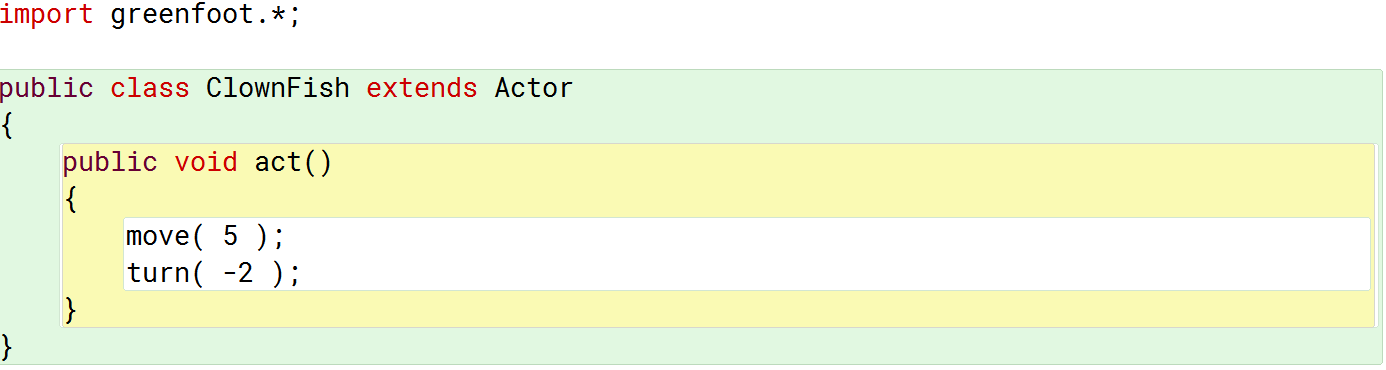 import greenfoot.*;
public class ClownFish extends Actor
{
public void act()
{
move( 5 );
turn( -2 );
}
}